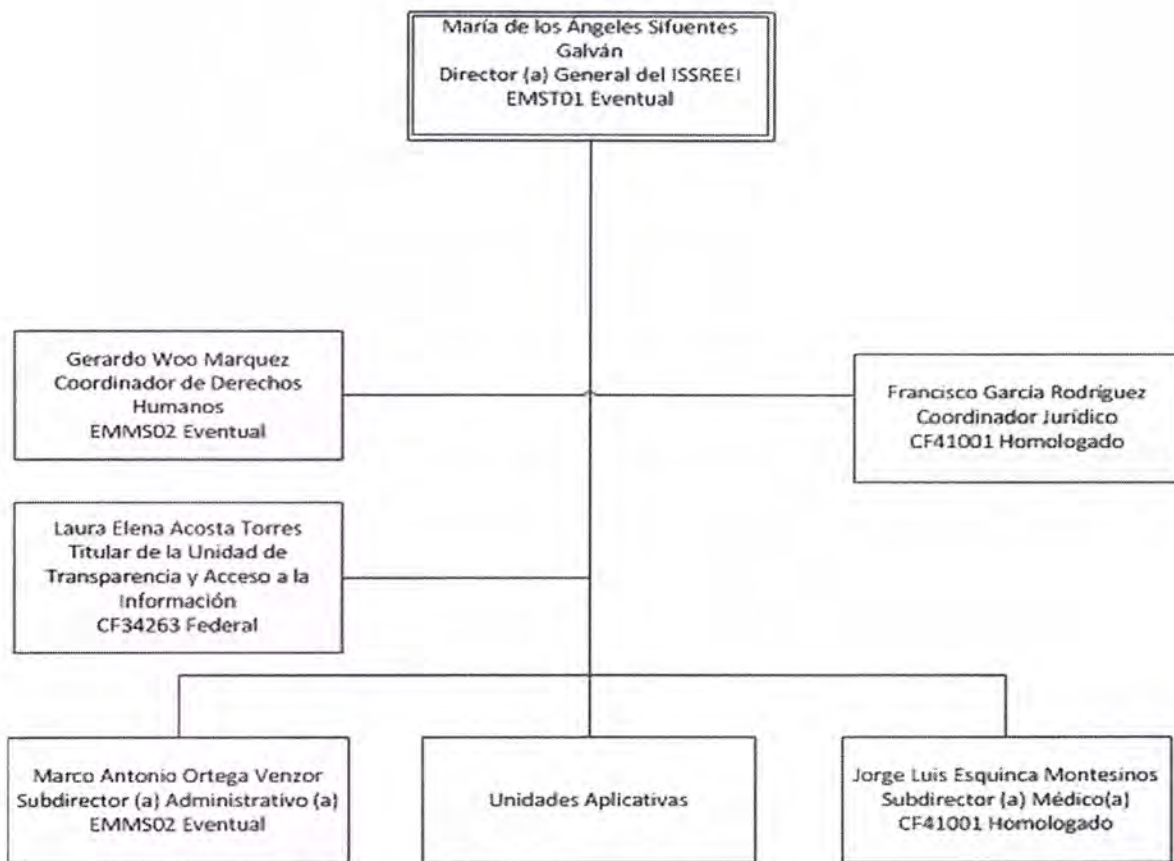 María de los Ángeles Sifuentes
Galván
Director (a) General del ISSREEI
EMST01 Eventual
Gerardo Woo Marquez
Coordinador de Derechos
Humanos
EMMS02 Eventual
Francisco García Rodríguez
Coordinador Jurídico
CF41001 Homologado
Laura Elena Acosta Torres
Titular de la Unidad de
Transparencia y Acceso a la
Información
CF34263 Federal
Marco Antonio Ortega Venzor
Subdirector (a) Administrativo (a)
EMMS02 Eventual
Unidades Aplicativas
Jorge Luis Esquinca Montesinos
Subdirector (a) Médico(a)
CF41001 Homologado